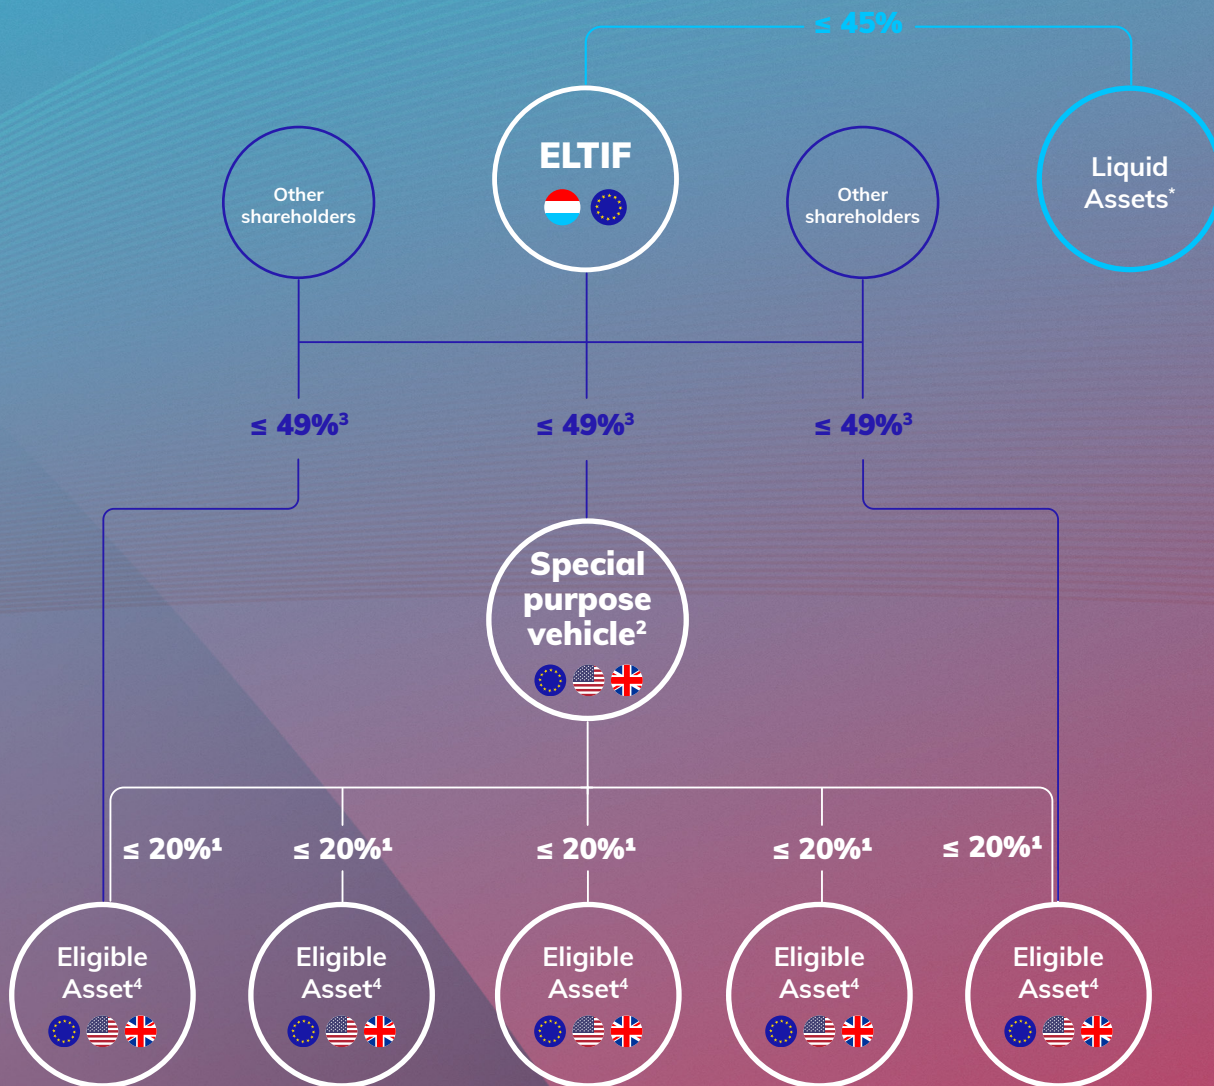 ≤ 45%
ELTIF
Other
shareholders
Other
shareholders
Liquid
Assets*
≤ 49%³
≤ 49%³
≤ 49%³
Special
purpose
vehicle²
≤ 20%¹
≤ 20%¹
≤ 20%¹
≤ 20%¹
≤ 20%¹
Eligible
Asset⁴
Eligible
Asset⁴
Eligible
Asset⁴
Eligible
Asset⁴
Eligible
Asset⁴